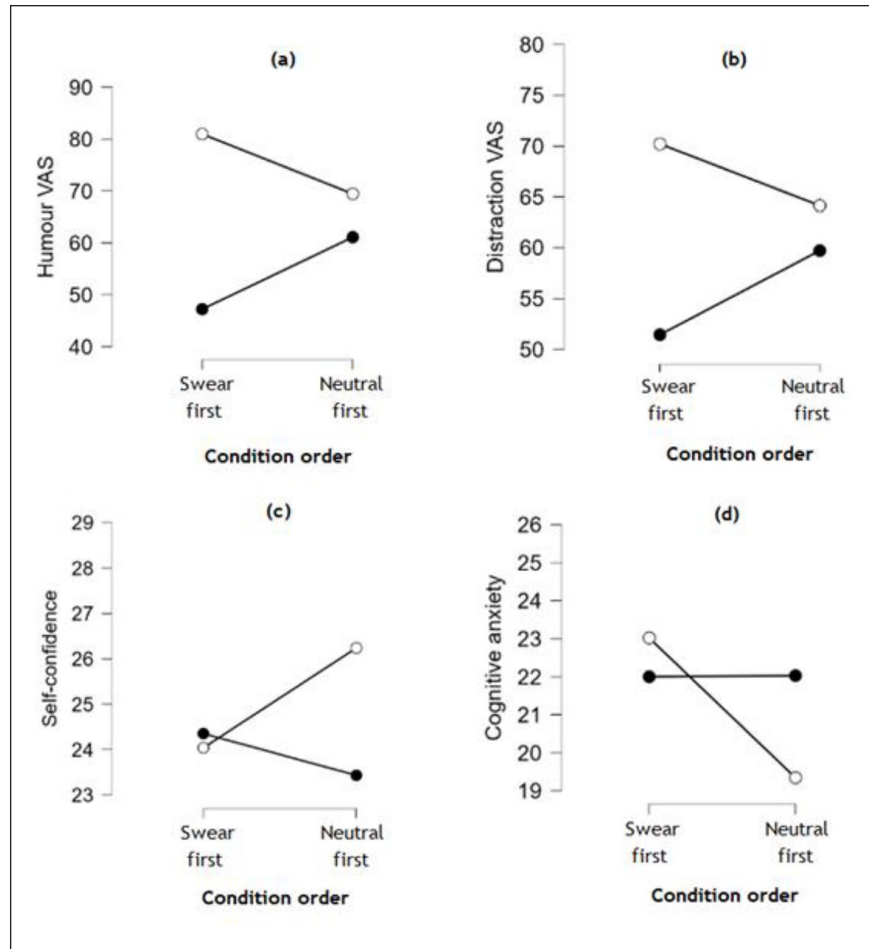 (a)
Humour VAS
90
80
70
60
50
40
Swear first
Neutral first
Condition order
(b)
Distraction VAS
80
75
70
65
60
55
50
Swear first
Neutral first
Condition order
(c)
Self-confidence
29
28
27
26
25
24
23
Swear first
Neutral first
Condition order
(d)
Cognitive anxiety
26
25
24
23
22
21
20
19
Swear first
Neutral first
Condition order